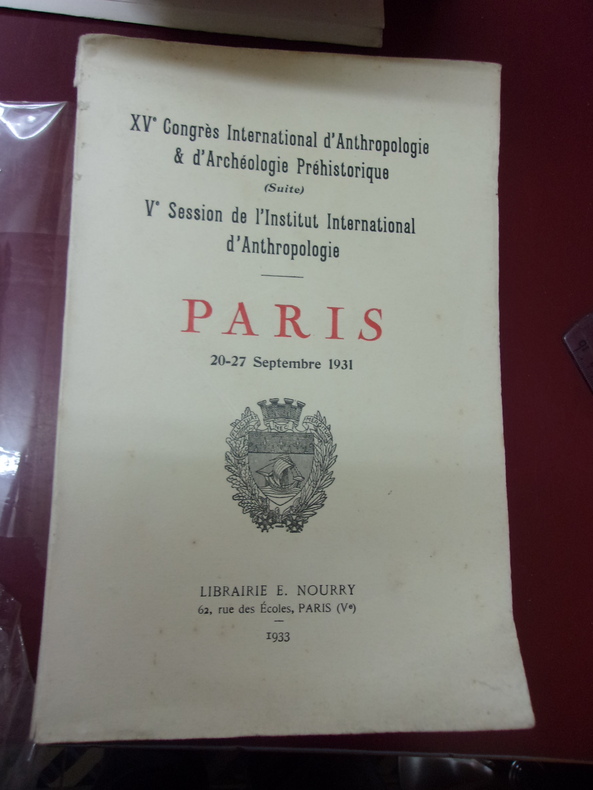 XVe Congrès International d'Anthropologie
& d'Archéologie Préhistorique
(Suite)
Ve Session de l'Institut International
d'Anthropologie
PARIS
20-27 Septembre 1931
LIBRAIRIE E. NOURRY
62, rue des Écoles, PARIS (Ve)
1933